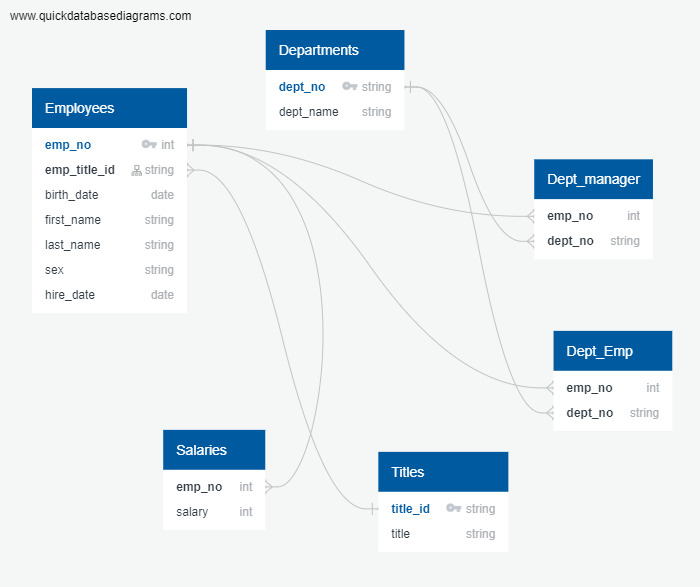 www.quickdatabasediagrams.com
Departments
dept_no string
dept_name string
Employees
emp_no int
emp_title_id string
birth_date date
first_name string
last_name string
sex string
hire_date date
Dept_manager
emp_no int
dept_no string
Dept_Emp
emp_no int
dept_no string
Salaries
emp_no int
salary int
Titles
title_id string
title string